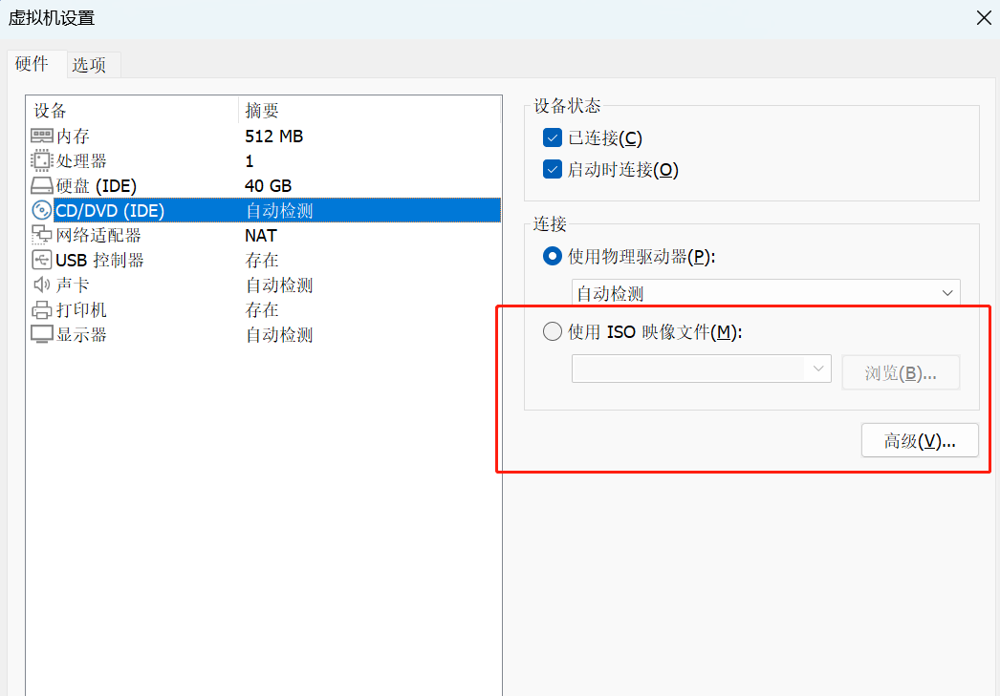 虚拟机设置
硬件 选项
设备 摘要
内存 512 MB
处理器 1
硬盘 (IDE) 40 GB
CD/DVD (IDE) 自动检测
网络适配器 NAT
USB 控制器 存在
声卡 自动检测
打印机 存在
显示器 自动检测
设备状态
已连接(C)
启动时连接(O)
连接
使用物理驱动器(P):
自动检测
使用 ISO 映像文件(M):
浏览(B)...
高级(V)...